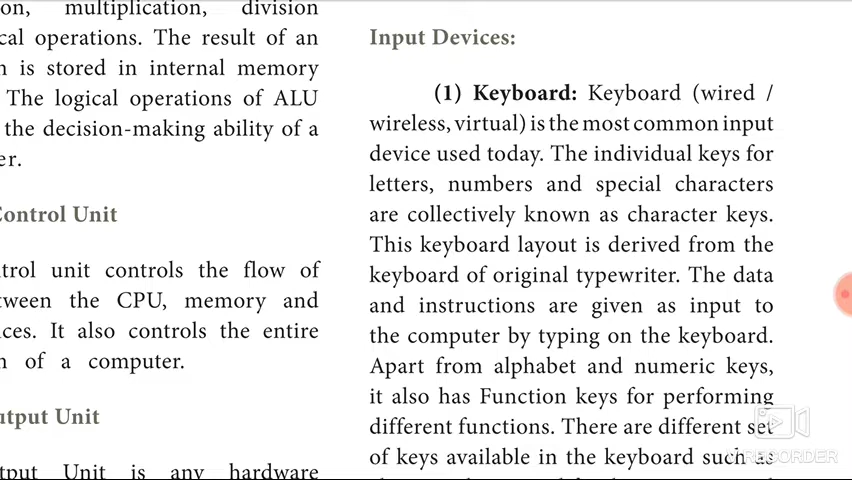 on, multiplication, division
cal operations. The result of an
n is stored in internal memory
The logical operations of ALU
the decision-making ability of a
er.
Control Unit
trol unit controls the flow of
tween the CPU, memory and
ces. It also controls the entire
n of a computer.
utput Unit
tput Unit is any hardware
Input Devices:
(1) Keyboard: Keyboard (wired /
wireless, virtual) is the most common input
device used today. The individual keys for
letters, numbers and special characters
are collectively known as character keys.
This keyboard layout is derived from the
keyboard of original typewriter. The data
and instructions are given as input to
the computer by typing on the keyboard.
Apart from alphabet and numeric keys,
it also has Function keys for performing
different functions. There are different set
of keys available in the keyboard such as
RECORDER